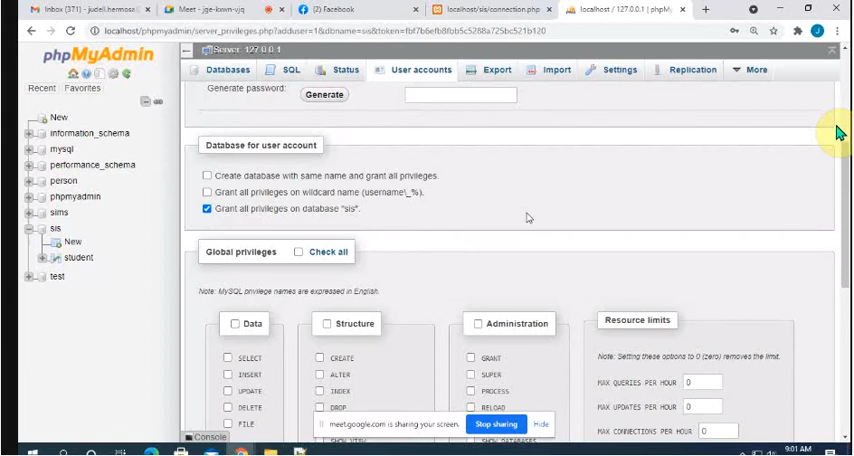 Inbox (371) - judell.hermosa
Meet - jge-kxwn-vjq
(2) Facebook
localhost/sis/connection.php
localhost / 127.0.0.1 | phpMy
localhost/phpmyadmin/server_privileges.php?adduser=1&dbname=sis&token=fbf7b6efb8fbb5c5288a725bc521b120
phpMyAdmin
Recent Favorites
New
information_schema
mysql
performance_schema
person
phpmyadmin
sims
sis
New
student
test
Server: 127.0.0.1
Databases SQL Status User accounts Export Import Settings Replication More
Generate password: Generate
Database for user account
Create database with same name and grant all privileges.
Grant all privileges on wildcard name (username\_%).
Grant all privileges on database "sis".
Global privileges Check all
Note: MySQL privilege names are expressed in English.
Data
SELECT
INSERT
UPDATE
DELETE
FILE
Structure
CREATE
ALTER
INDEX
DROP
SHOW VIEW
Administration
GRANT
SUPER
PROCESS
RELOAD
SHOW DATABASES
Resource limits
Note: Setting these options to 0 (zero) removes the limit.
MAX QUERIES PER HOUR 0
MAX UPDATES PER HOUR 0
MAX CONNECTIONS PER HOUR 0
meet.google.com is sharing your screen. Stop sharing Hide
Console
9:01 AM